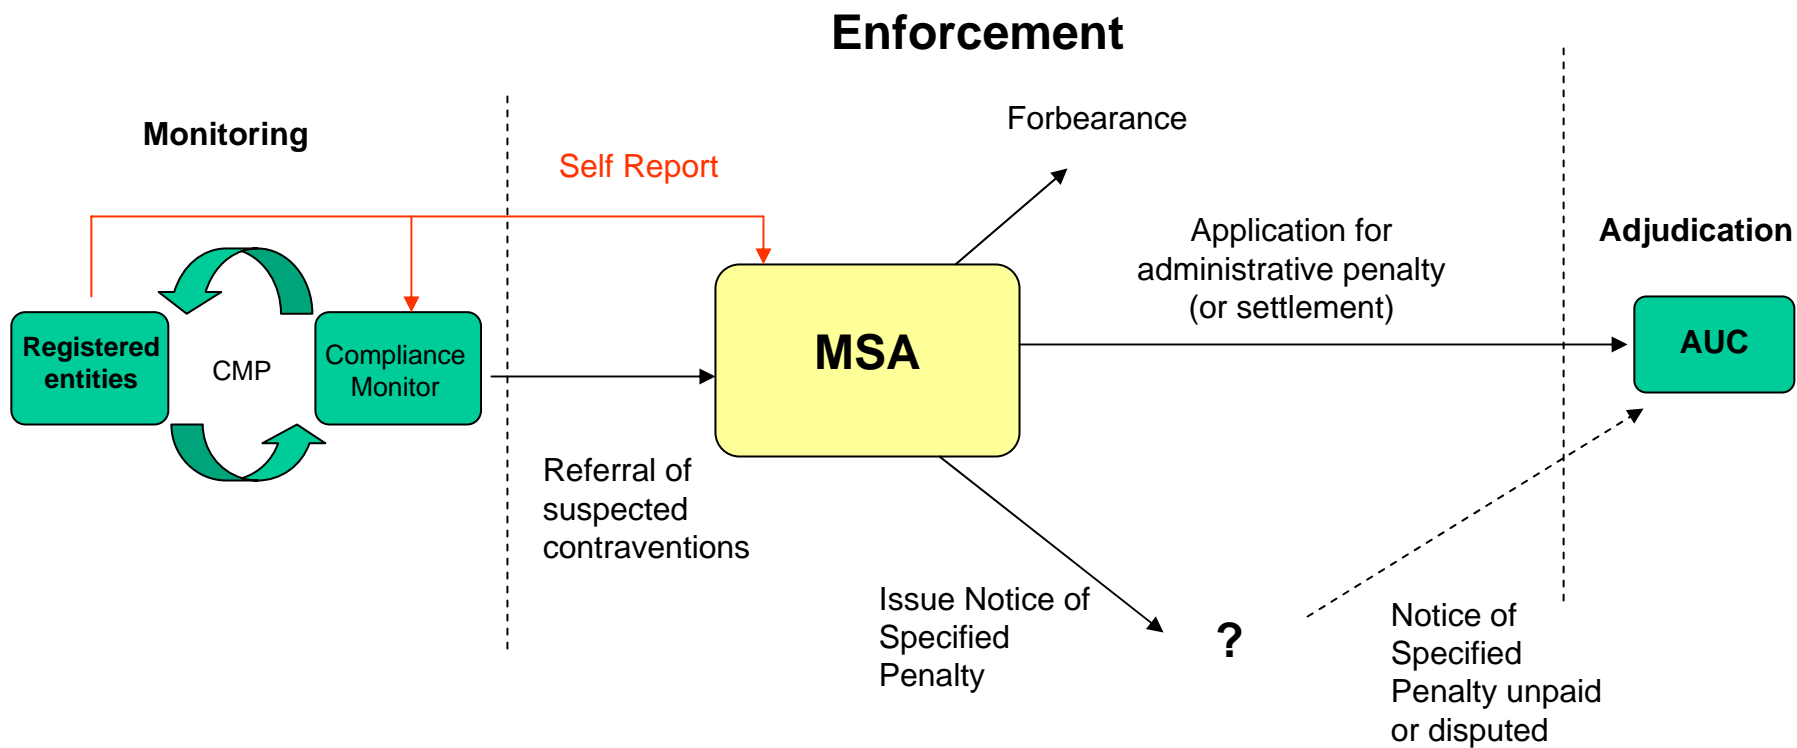 Enforcement
Monitoring
Self Report
Forbearance
Application for
administrative penalty
(or settlement)
Adjudication
Registered
entities
CMP
Compliance
Monitor
MSA
AUC
Referral of
suspected
contraventions
Issue Notice of
Specified
Penalty
?
Notice of
Specified
Penalty unpaid
or disputed